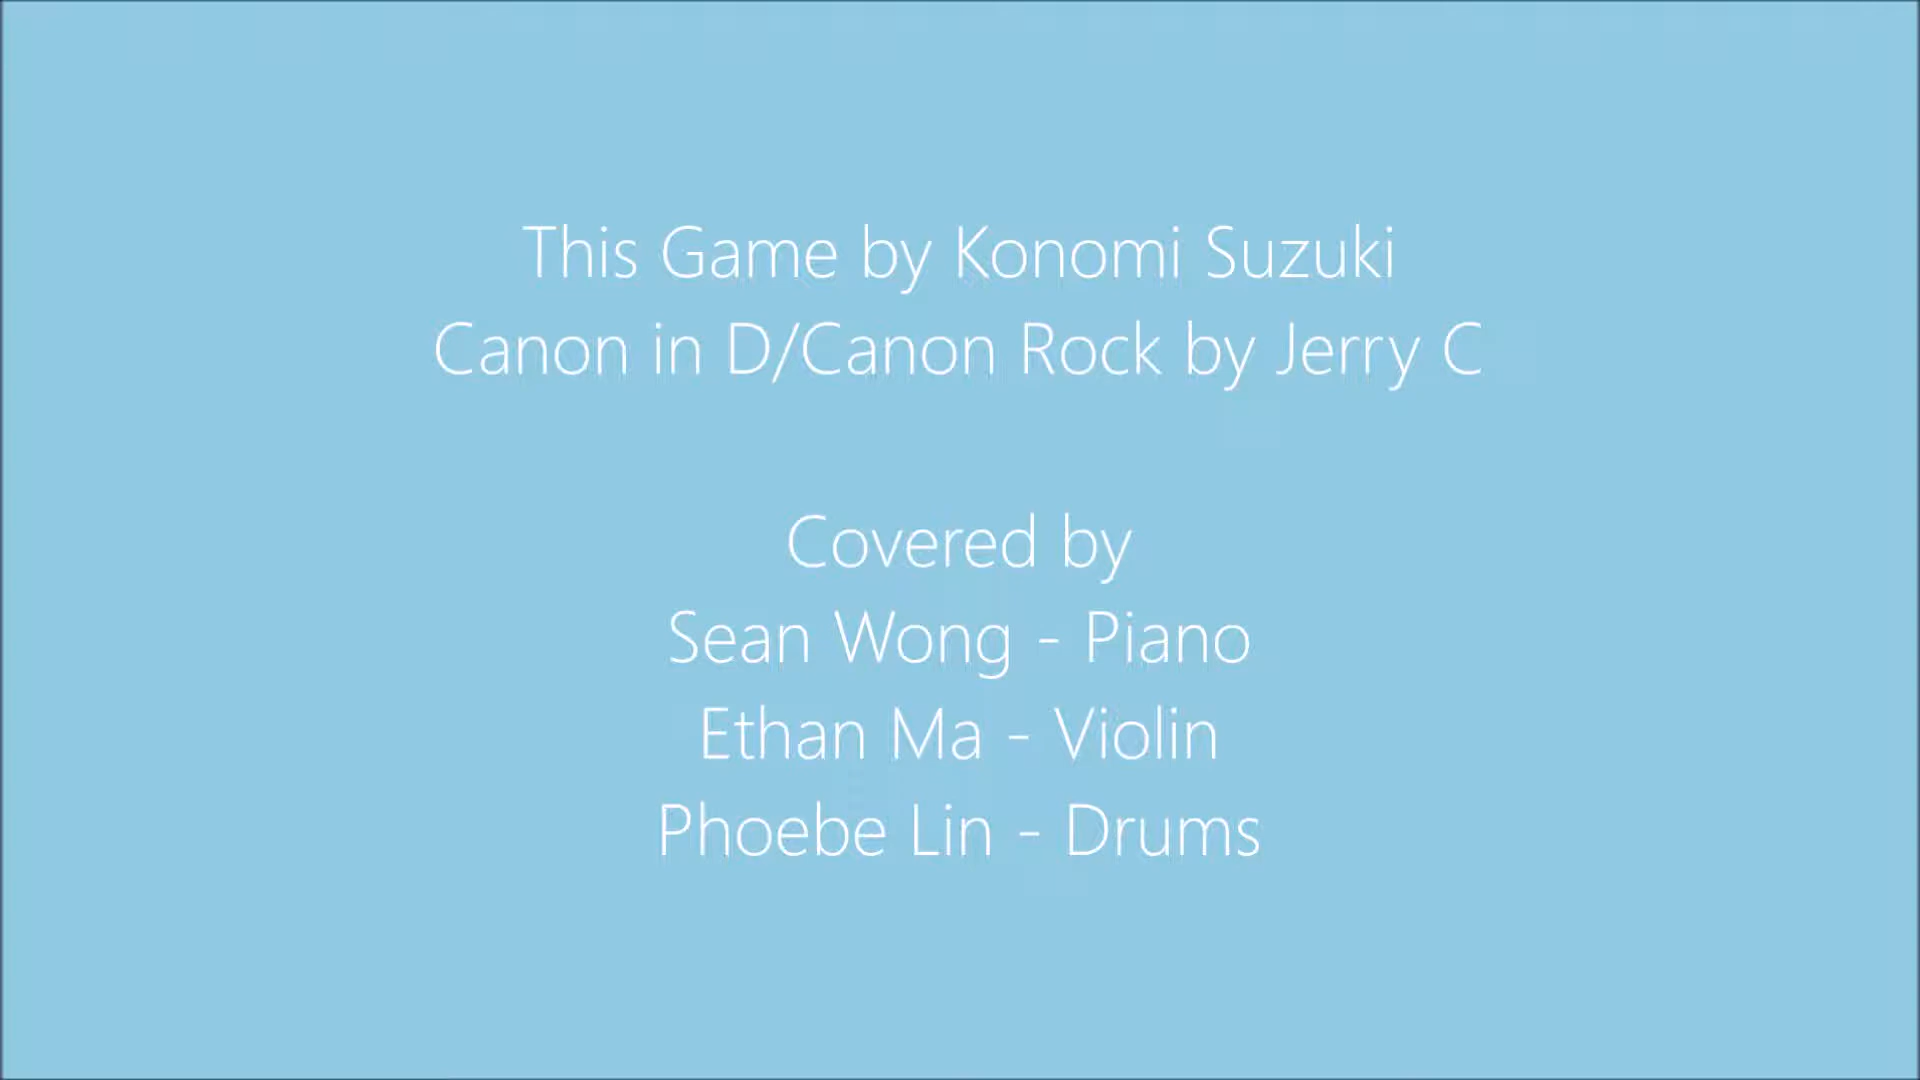 This Game by Konomi Suzuki
Canon in D/Canon Rock by Jerry C
Covered by
Sean Wong - Piano
Ethan Ma - Violin
Phoebe Lin - Drums